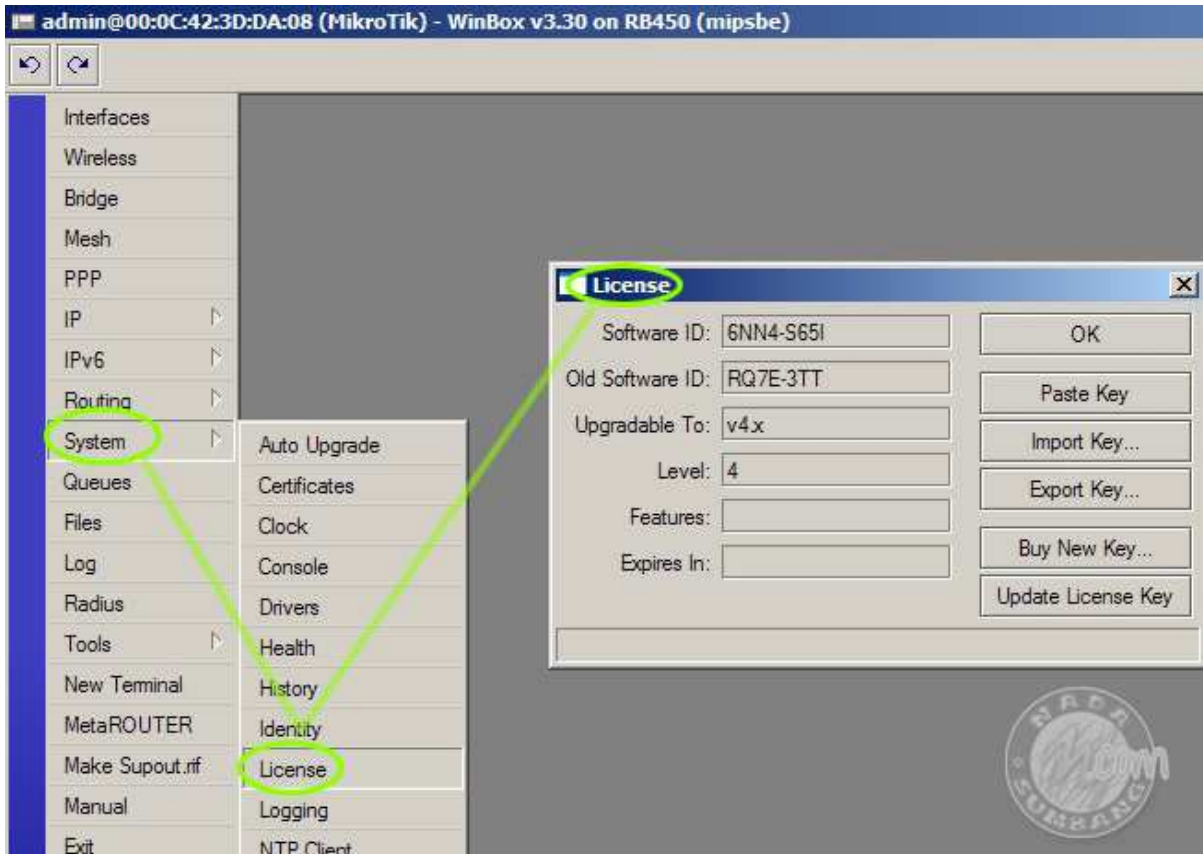 admin@00:0C:42:3D:DA:08 (MikroTik) - WinBox v3.30 on RB450 (mipsbe)
Interfaces
Wireless
Bridge
Mesh
PPP
IP
IPv6
Routing
System
Queues
Files
Log
Radius
Tools
New Terminal
MetaROUTER
Make Supout.rif
Manual
Exit
Auto Upgrade
Certificates
Clock
Console
Drivers
Health
History
Identity
License
Logging
NTP Client
License
Software ID: 6NN4-S65I
Old Software ID: RQ7E-3TT
Upgradable To: v4.x
Level: 4
Features:
Expires In:
OK
Paste Key
Import Key...
Export Key...
Buy New Key...
Update License Key
NADA
.com
SUMBANG